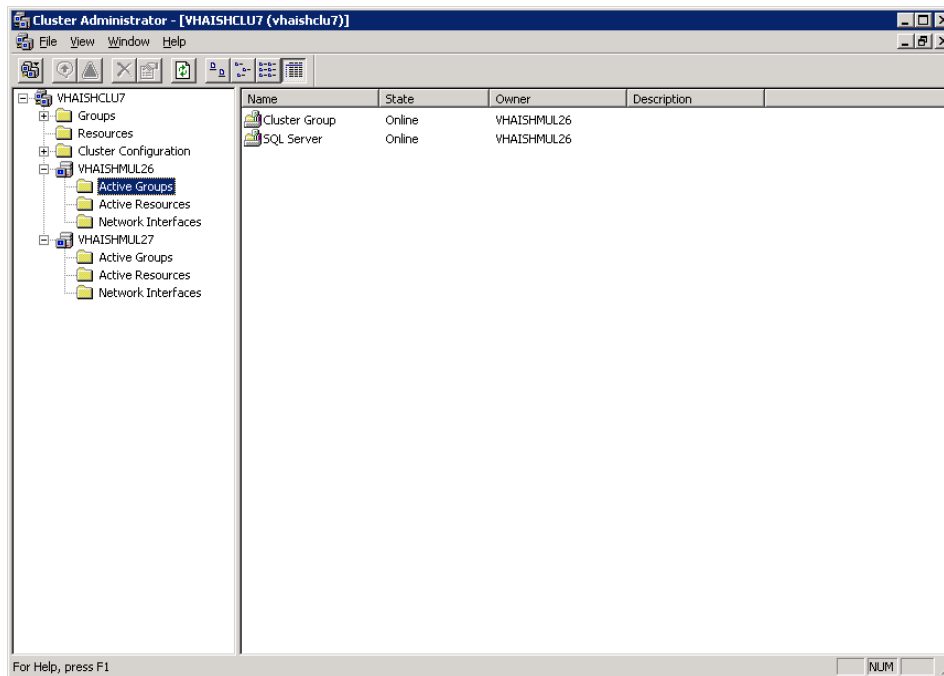 Cluster Administrator - [VHAISHCLU7 (vhaishclu7)]
File View Window Help
VHAISHCLU7
Groups
Resources
Cluster Configuration
VHAISHMUL26
Active Groups
Active Resources
Network Interfaces
VHAISHMUL27
Active Groups
Active Resources
Network Interfaces
Name State Owner Description
Cluster Group Online VHAISHMUL26
SQL Server Online VHAISHMUL26
For Help, press F1 NUM